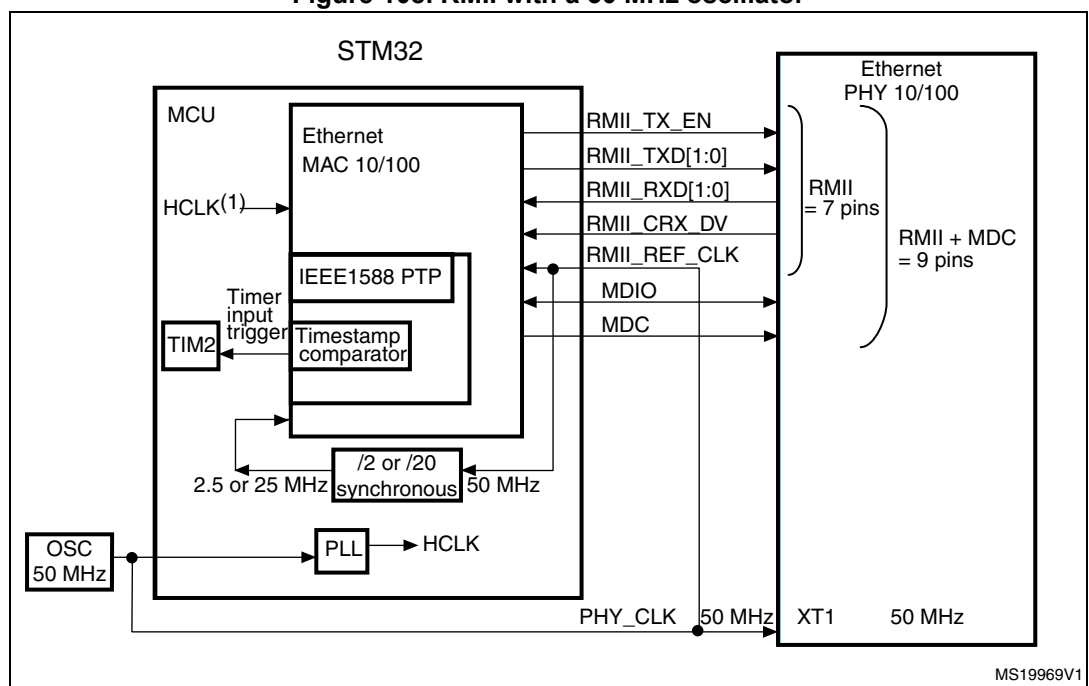 RMII with a 50 MHz oscillator
STM32
MCU
Ethernet
MAC 10/100
HCLK(1)
IEEE1588 PTP
Timer
input
trigger
TIM2
Timestamp
comparator
/2 or /20
synchronous
2.5 or 25 MHz
50 MHz
OSC
50 MHz
PLL
HCLK
RMII_TX_EN
RMII_TXD[1:0]
RMII_RXD[1:0]
RMII_CRX_DV
RMII_REF_CLK
MDIO
MDC
Ethernet
PHY 10/100
RMII
= 7 pins
RMII + MDC
= 9 pins
PHY_CLK 50 MHz
XT1 50 MHz
MS19969V1